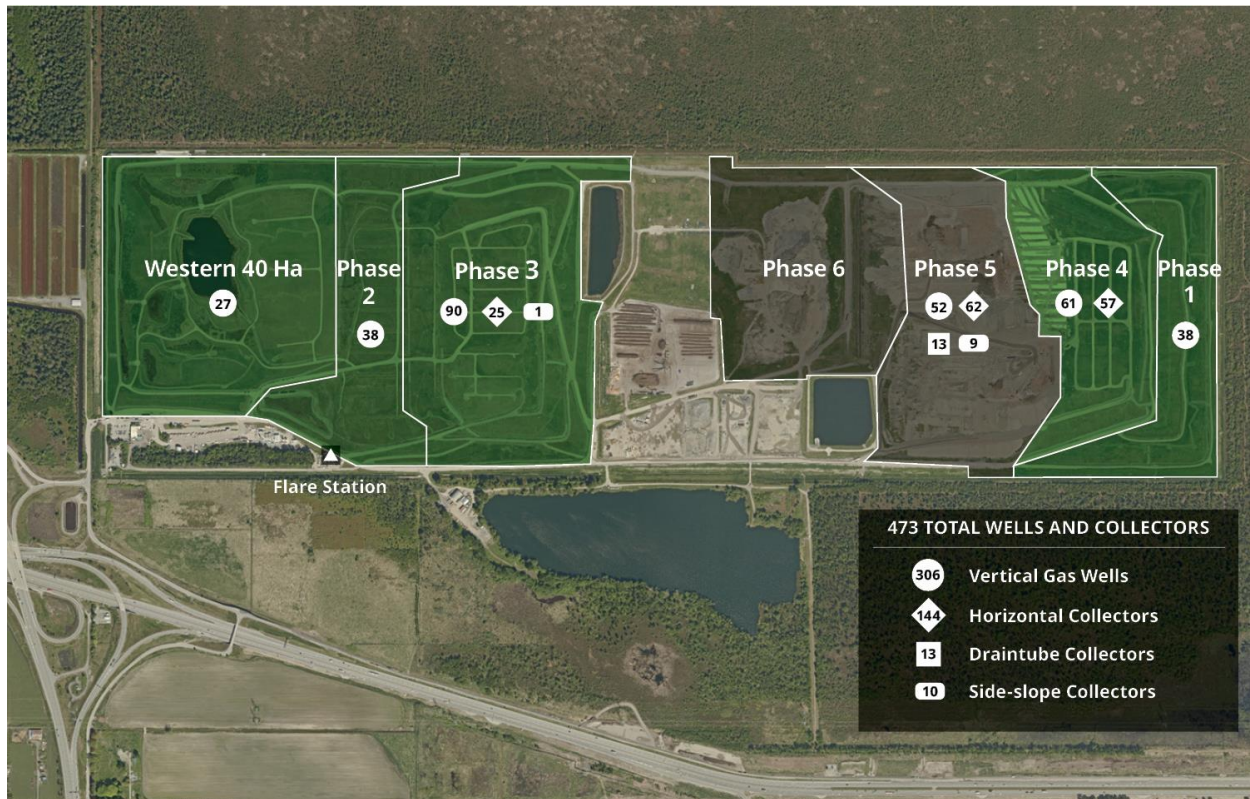 Western 40 Ha
27
Phase
2
38
Phase 3
90 25 1
Phase 6
Phase 5
52 62
13 9
Phase 4
61 57
Phase
1
38
Flare Station
473 TOTAL WELLS AND COLLECTORS
306 Vertical Gas Wells
144 Horizontal Collectors
13 Draintube Collectors
10 Side-slope Collectors